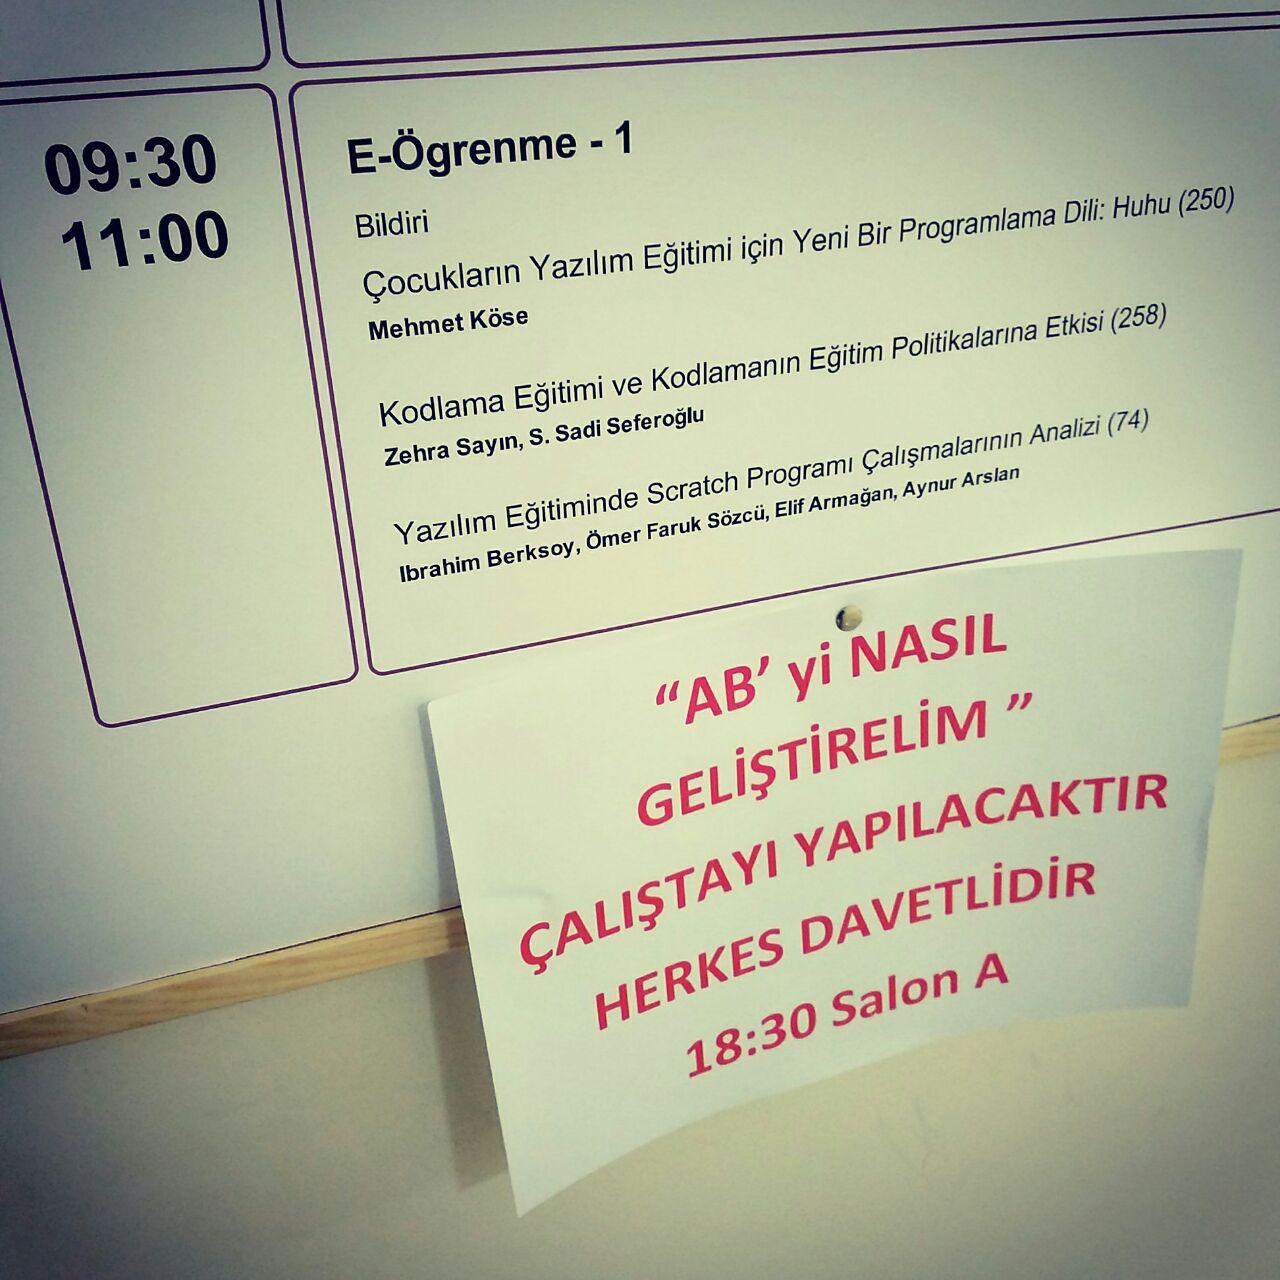 09:30
11:00
E-Ögrenme - 1
Bildiri
Çocukların Yazılım Eğitimi için Yeni Bir Programlama Dili: Huhu (250)
Mehmet Köse
Kodlama Eğitimi ve Kodlamanın Eğitim Politikalarına Etkisi (258)
Zehra Sayın, S. Sadi Seferoğlu
Yazılım Eğitiminde Scratch Programı Çalışmalarının Analizi (74)
Ibrahim Berksoy, Ömer Faruk Sözcü, Elif Armağan, Aynur Arslan
“AB’ yi NASIL
GELİŞTİRELİM ”
ÇALIŞTAYI YAPILACAKTIR
HERKES DAVETLİDİR
18:30 Salon A